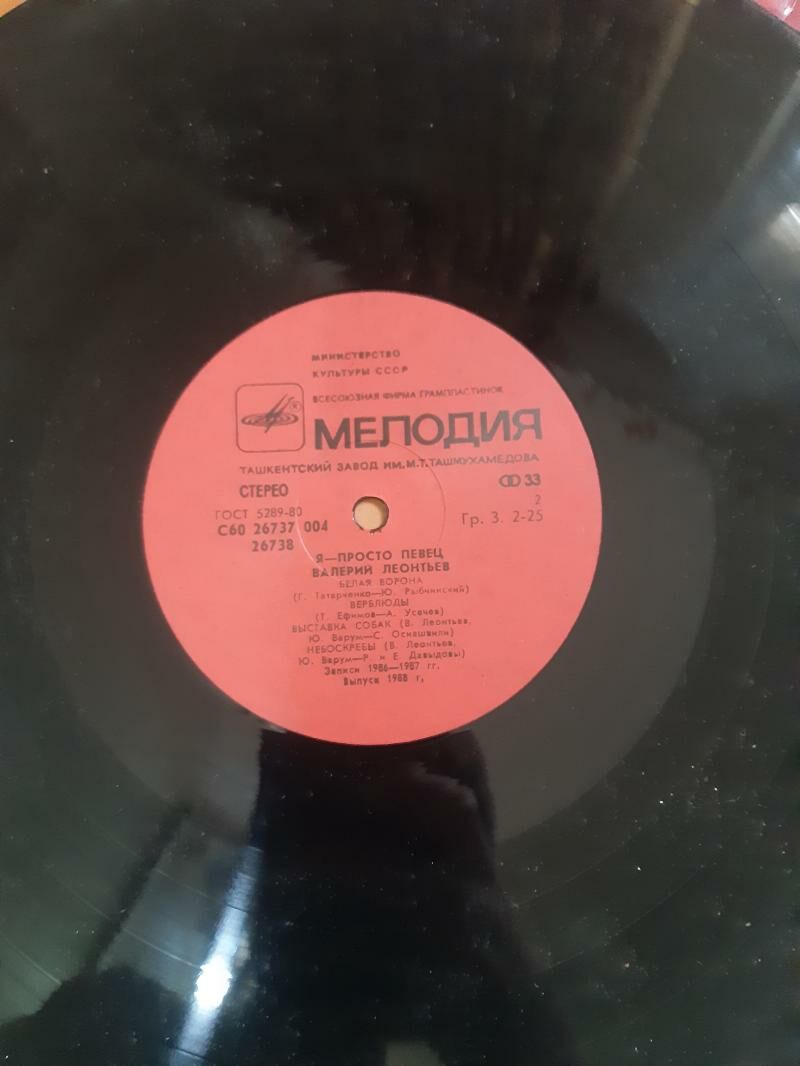 МИНИСТЕРСТВО
КУЛЬТУРЫ СССР
ВСЕСОЮЗНАЯ ФИРМА ГРАМПЛАСТИНОК
МЕЛОДИЯ
ТАШКЕНТСКИЙ ЗАВОД ИМ.М.Т.ТАШМУХАМЕДОВА
СТЕРЕО 33
ГОСТ 5289-80 2
С60 26737 004 Гр. 3. 2-25
26738
Я—ПРОСТО ПЕВЕЦ
ВАЛЕРИЙ ЛЕОНТЬЕВ
БЕЛАЯ ВОРОНА
(Г. Татарченко—Ю. Рыбчинский)
ВЕРБЛЮДЫ
(Т. Ефимов—А. Усачев)
ВЫСТАВКА СОБАК (В. Леонтьев,
Ю. Варум—С. Осиашвили)
НЕБОСКРЕБЫ (В. Леонтьев,
Ю. Варум—Р. и Е. Давыдовы)
Записи 1986—1987 гг.
Выпуск 1988 г,